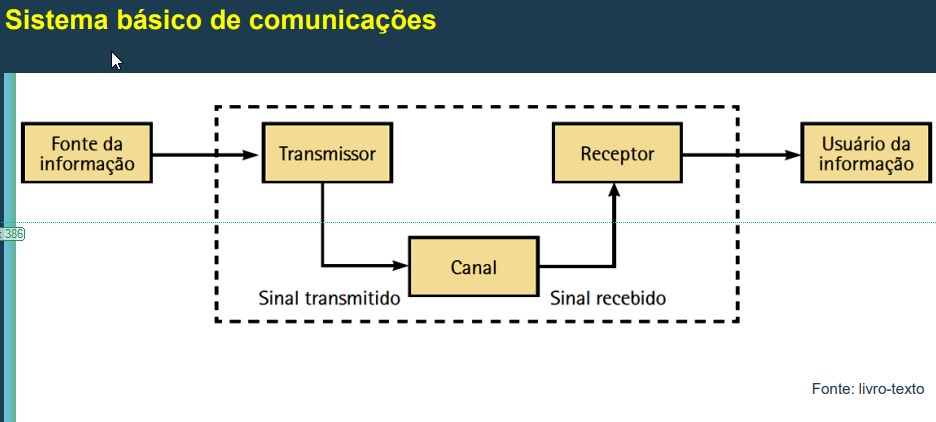 Sistema básico de comunicações
Fonte da
informação
Transmissor
Receptor
Usuário da
informação
386
Canal
Sinal transmitido
Sinal recebido
Fonte: livro-texto